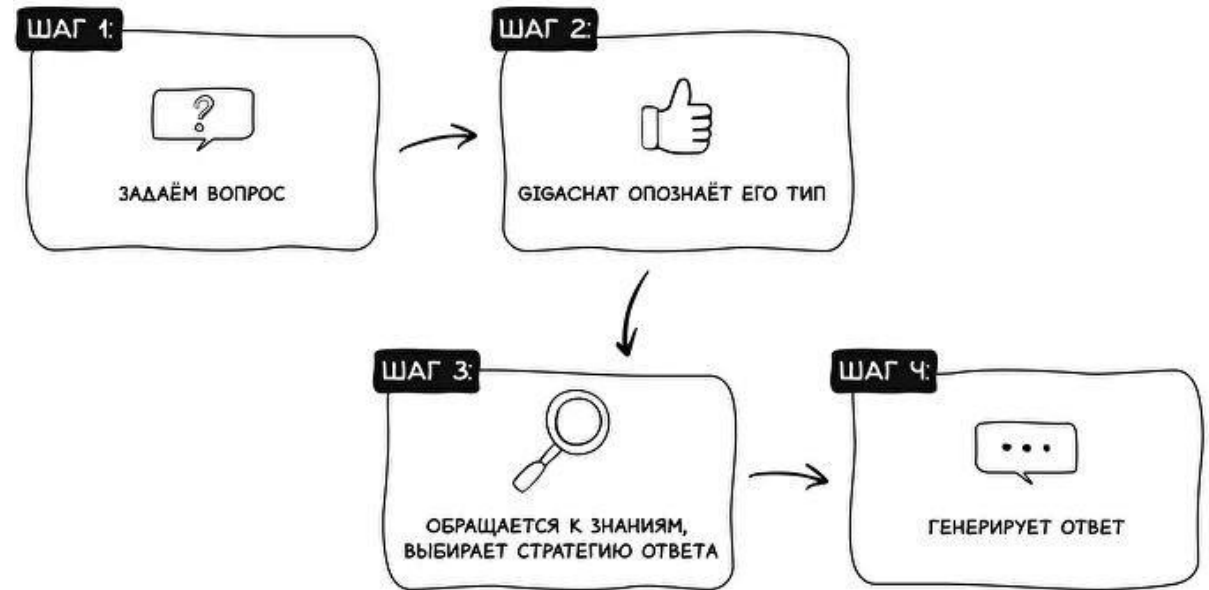 ШАГ 1:
ЗАДАЁМ ВОПРОС
ШАГ 2:
GIGACHAT ОПОЗНАЁТ ЕГО ТИП
ШАГ 3:
ОБРАЩАЕТСЯ К ЗНАНИЯМ,
ВЫБИРАЕТ СТРАТЕГИЮ ОТВЕТА
ШАГ 4:
ГЕНЕРИРУЕТ ОТВЕТ